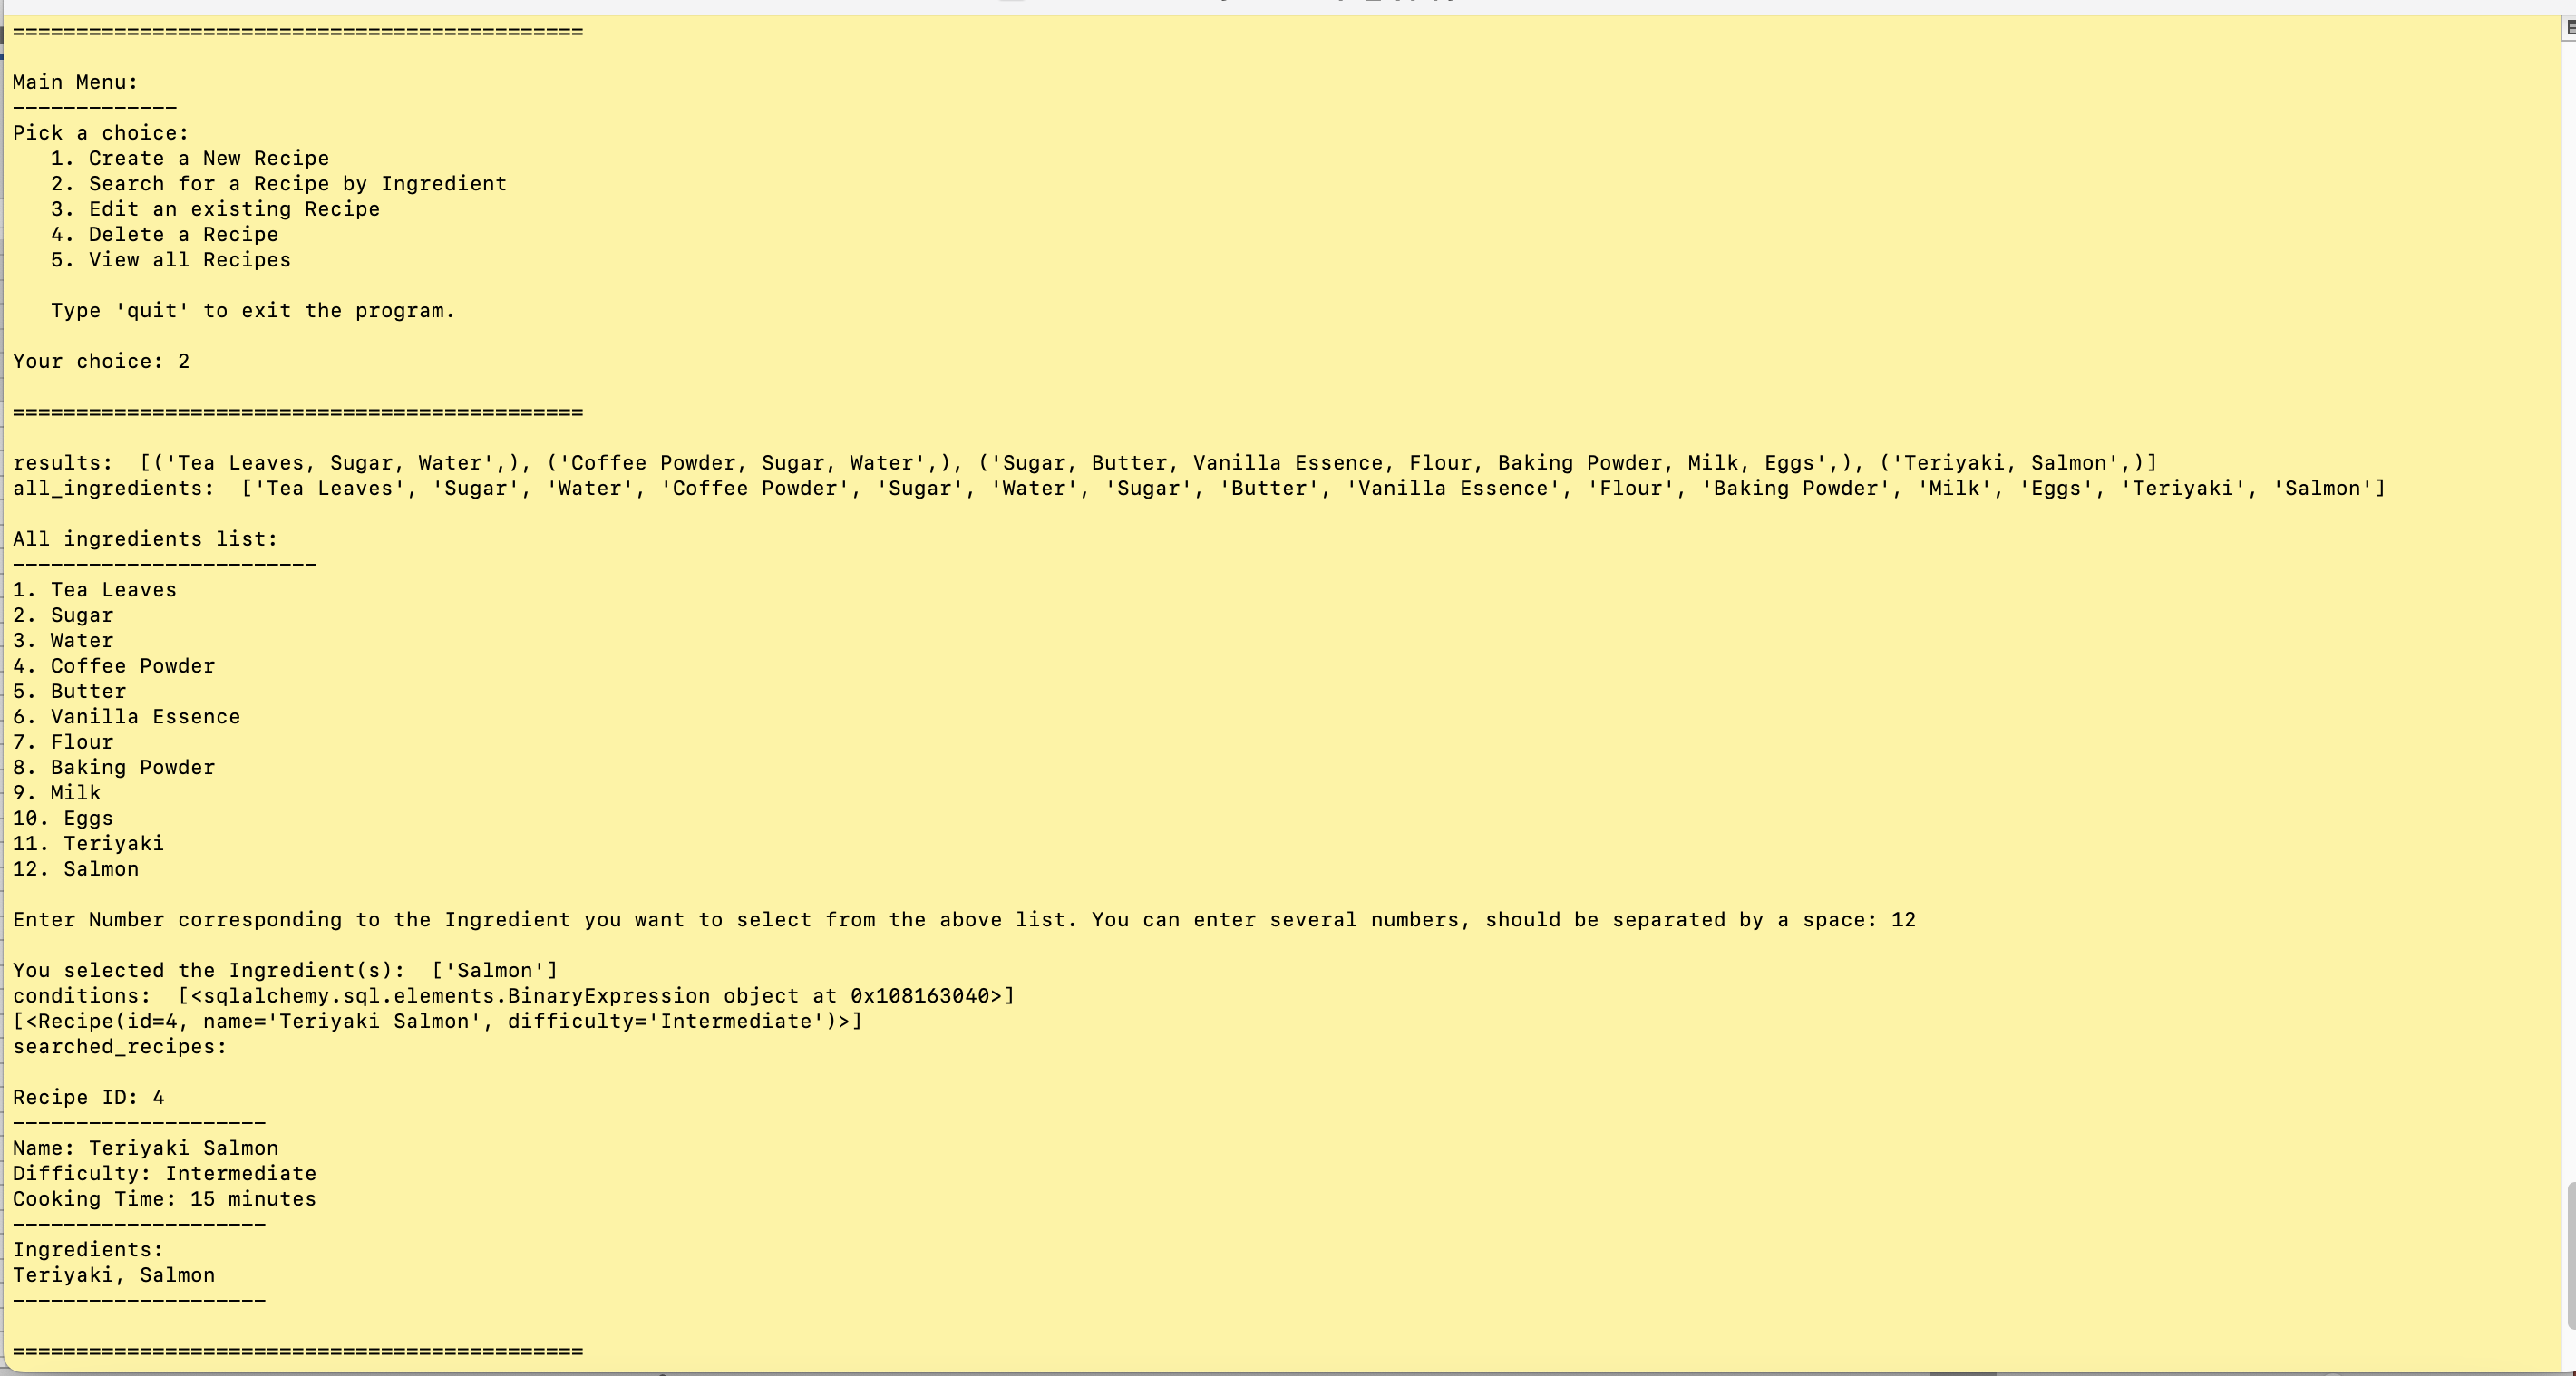 =============================================
Main Menu:
-------------
Pick a choice:
   1. Create a New Recipe
   2. Search for a Recipe by Ingredient
   3. Edit an existing Recipe
   4. Delete a Recipe
   5. View all Recipes
   Type 'quit' to exit the program.
Your choice: 2
=============================================
results:  [('Tea Leaves, Sugar, Water',), ('Coffee Powder, Sugar, Water',), ('Sugar, Butter, Vanilla Essence, Flour, Baking Powder, Milk, Eggs',), ('Teriyaki, Salmon',)]
all_ingredients:  ['Tea Leaves', 'Sugar', 'Water', 'Coffee Powder', 'Sugar', 'Water', 'Sugar', 'Butter', 'Vanilla Essence', 'Flour', 'Baking Powder', 'Milk', 'Eggs', 'Teriyaki', 'Salmon']
All ingredients list:
------------------------
1. Tea Leaves
2. Sugar
3. Water
4. Coffee Powder
5. Butter
6. Vanilla Essence
7. Flour
8. Baking Powder
9. Milk
10. Eggs
11. Teriyaki
12. Salmon
Enter Number corresponding to the Ingredient you want to select from the above list. You can enter several numbers, should be separated by a space: 12
You selected the Ingredient(s):  ['Salmon']
conditions:  [<sqlalchemy.sql.elements.BinaryExpression object at 0x108163040>]
[<Recipe(id=4, name='Teriyaki Salmon', difficulty='Intermediate')>]
searched_recipes:
Recipe ID: 4
--------------------
Name: Teriyaki Salmon
Difficulty: Intermediate
Cooking Time: 15 minutes
--------------------
Ingredients:
Teriyaki, Salmon
--------------------
=============================================